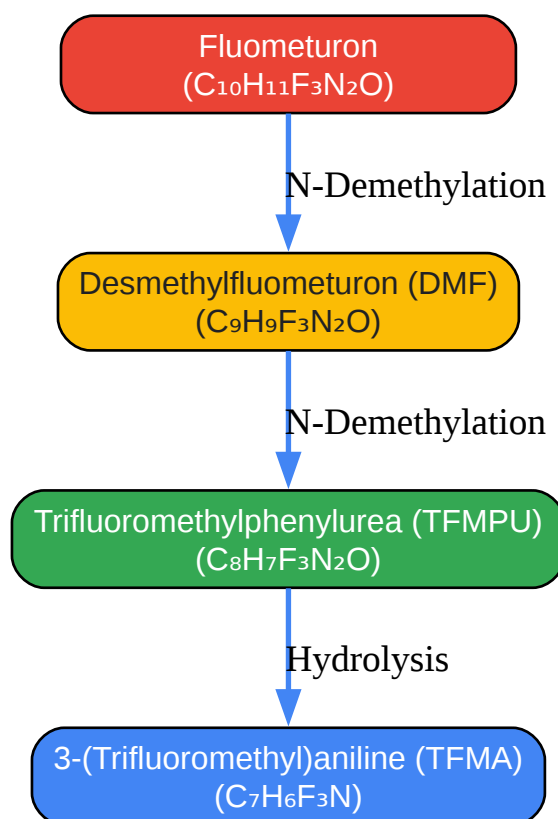 Fluometuron
(C₁₀H₁₁F₃N₂O)
N-Demethylation
Desmethylfluometuron (DMF)
(C₉H₉F₃N₂O)
N-Demethylation
Trifluoromethylphenylurea (TFMPU)
(C₈H₇F₃N₂O)
Hydrolysis
3-(Trifluoromethyl)aniline (TFMA)
(C₇H₆F₃N)